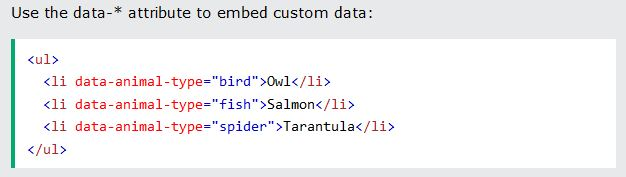 Use the data-* attribute to embed custom data:
<ul>
  <li data-animal-type="bird">Owl</li>
  <li data-animal-type="fish">Salmon</li>
  <li data-animal-type="spider">Tarantula</li>
</ul>